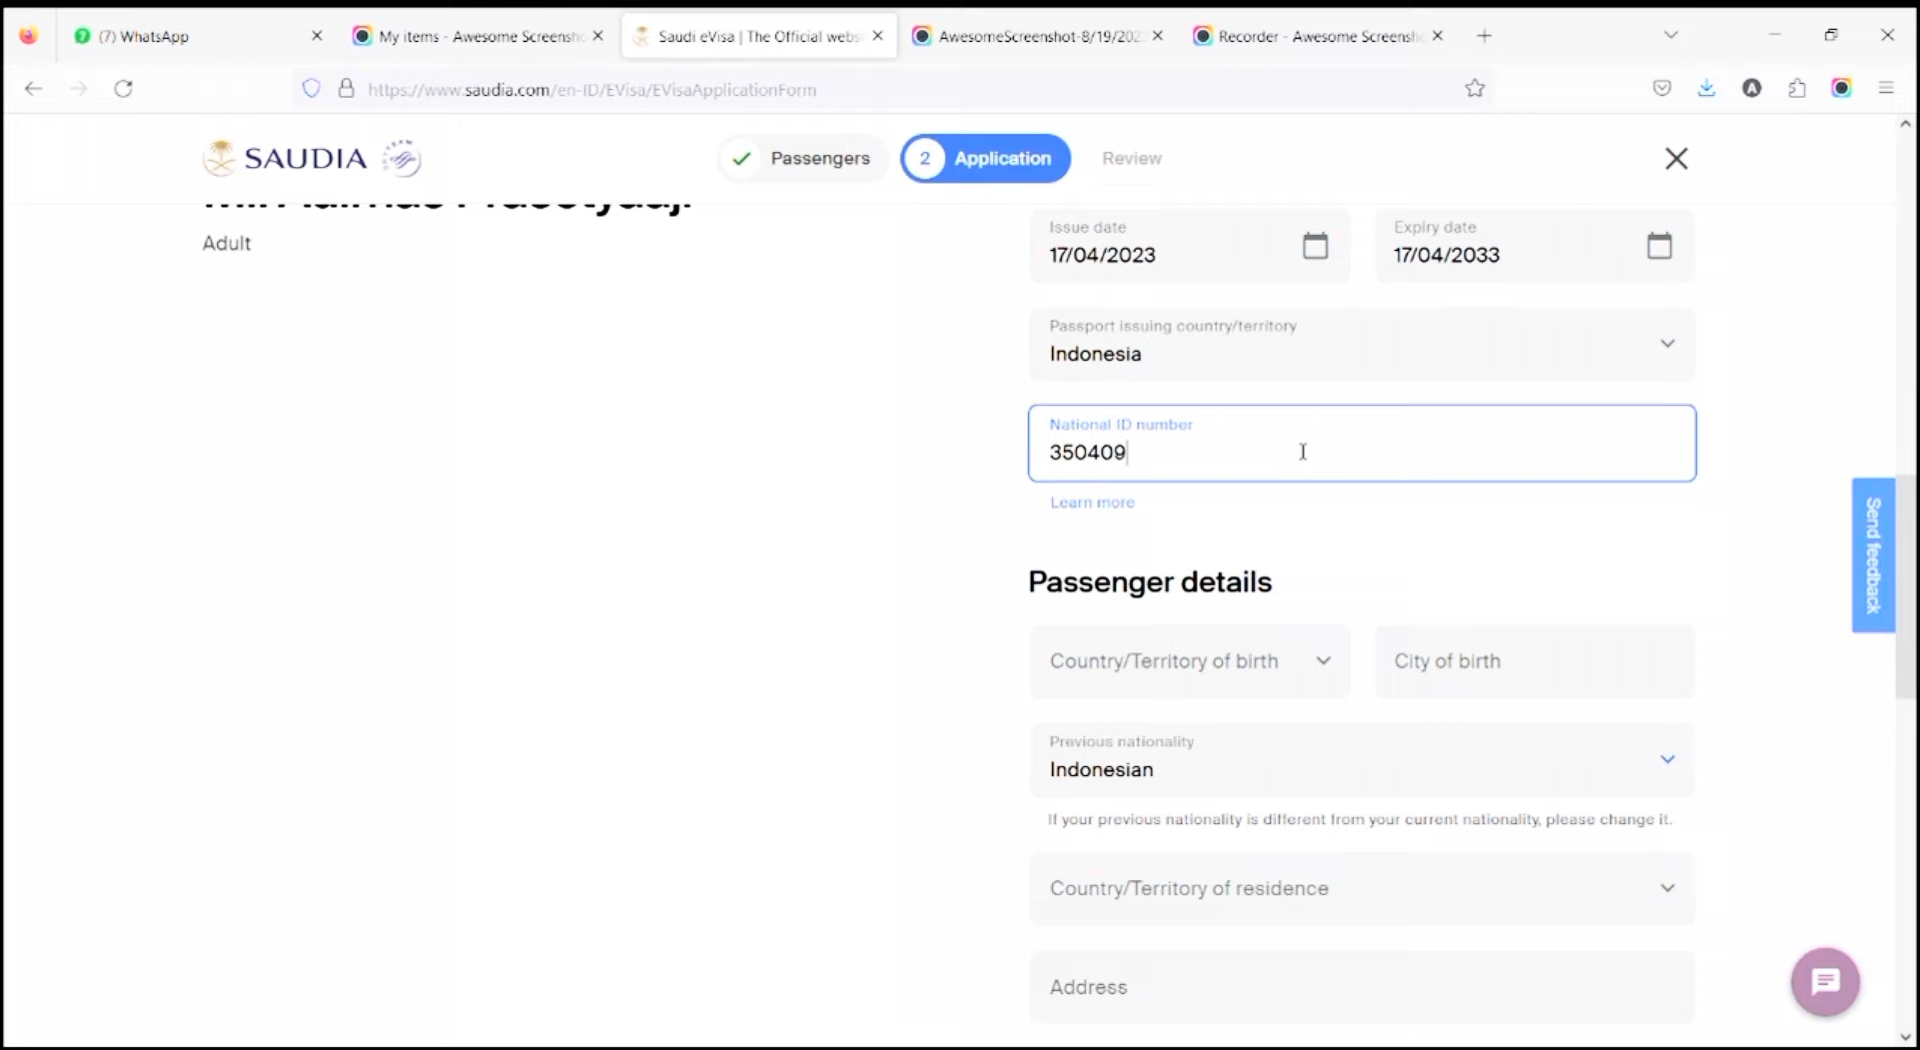 (7) WhatsApp
My items - Awesome Screensho
Saudi eVisa | The Official webs
AwesomeScreenshot-8/19/202
Recorder - Awesome Screensh
https://www.saudia.com/en-ID/EVisa/EVisaApplicationForm
SAUDIA
Passengers
2 Application
Review
Adult
Issue date
17/04/2023
Expiry date
17/04/2033
Passport issuing country/territory
Indonesia
National ID number
350409
Learn more
Passenger details
Country/Territory of birth
City of birth
Previous nationality
Indonesian
If your previous nationality is different from your current nationality, please change it.
Country/Territory of residence
Address
Send feedback